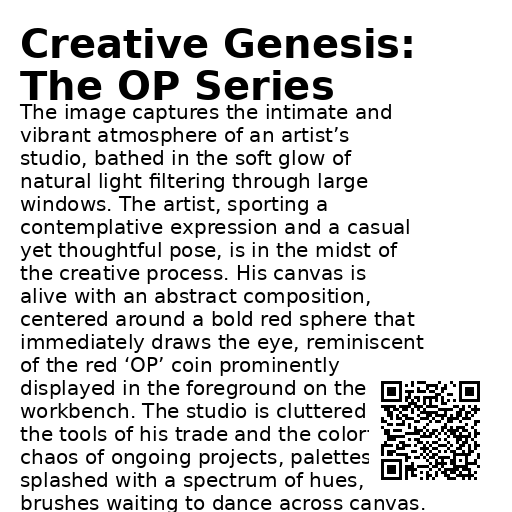 Creative Genesis:
The OP Series
The image captures the intimate and
vibrant atmosphere of an artist’s
studio, bathed in the soft glow of
natural light filtering through large
windows. The artist, sporting a
contemplative expression and a casual
yet thoughtful pose, is in the midst of
the creative process. His canvas is
alive with an abstract composition,
centered around a bold red sphere that
immediately draws the eye, reminiscent
of the red ‘OP’ coin prominently
displayed in the foreground on the
workbench. The studio is cluttered
the tools of his trade and the
chaos of ongoing projects, palettes
splashed with a spectrum of hues,
brushes waiting to dance across canvas.